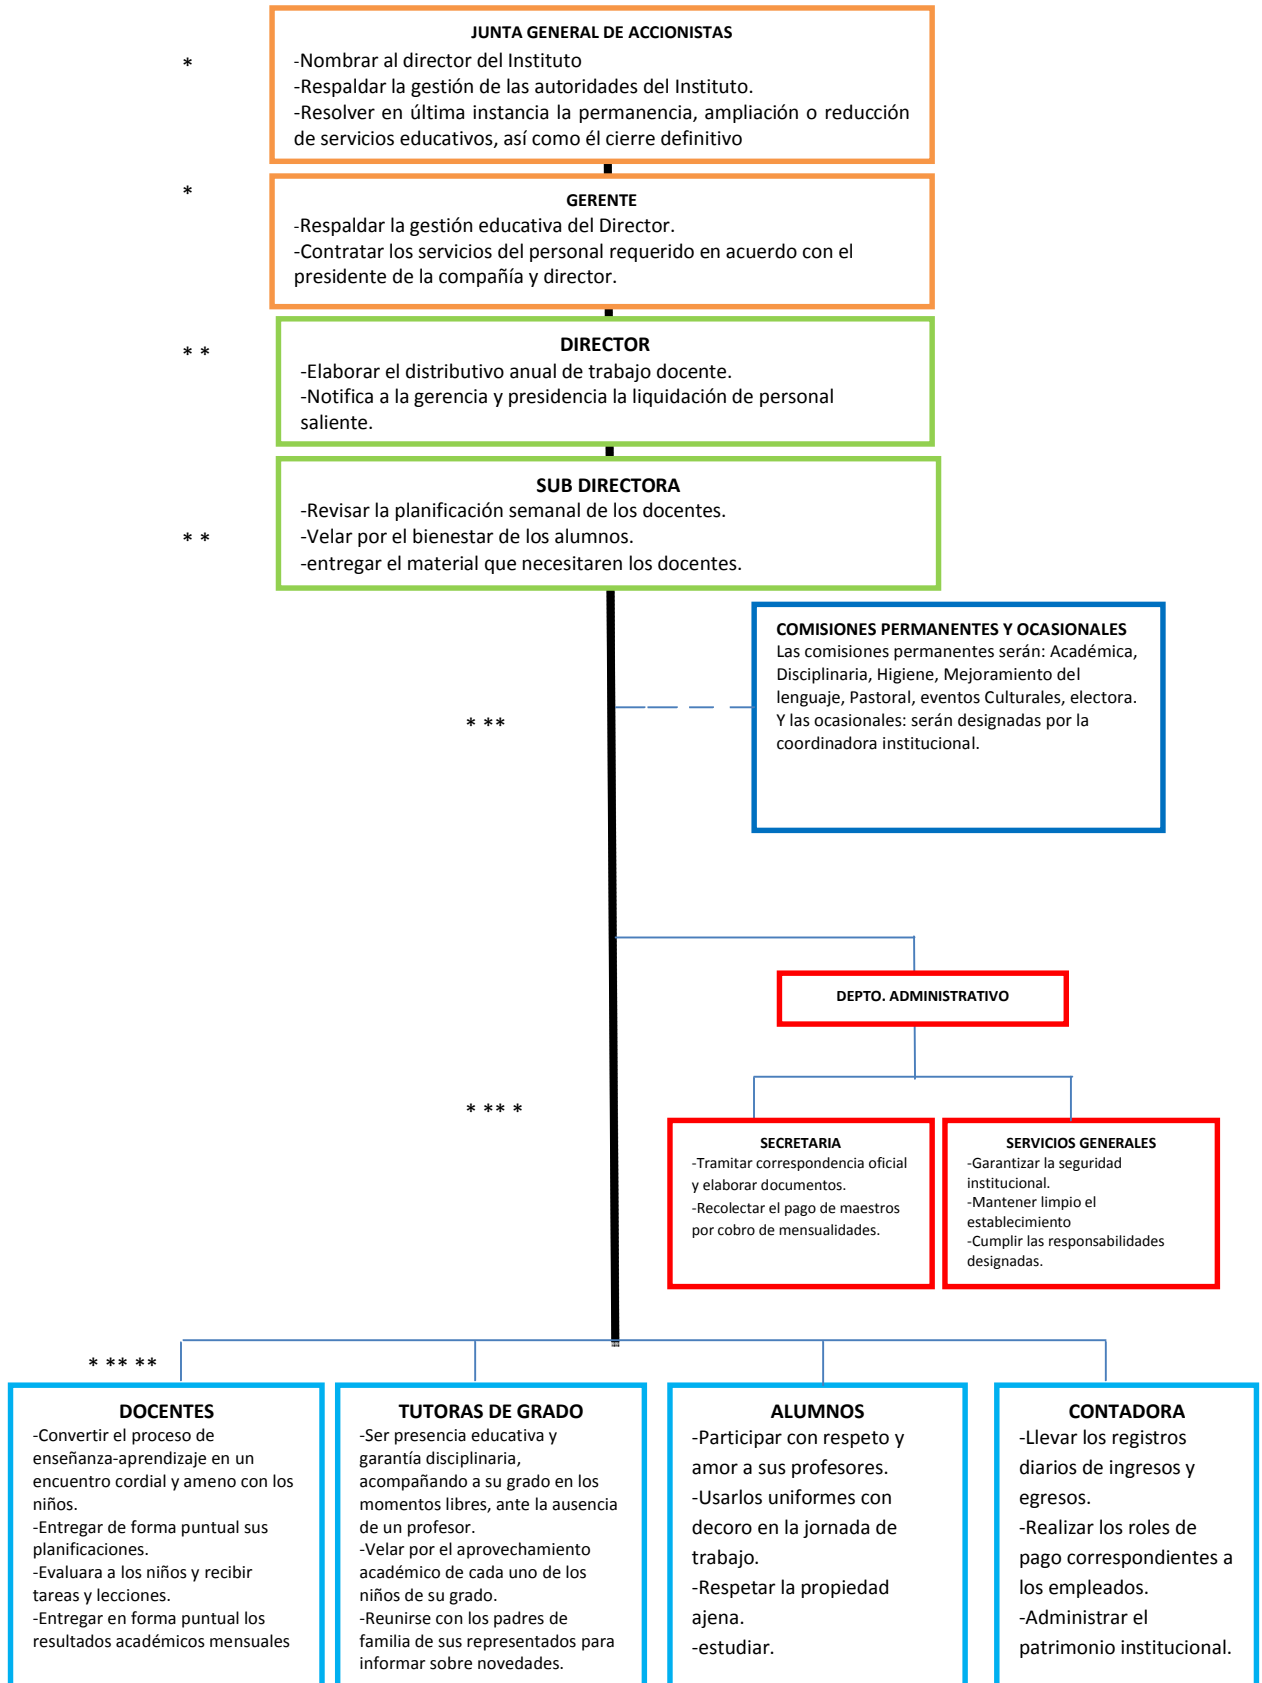 JUNTA GENERAL DE ACCIONISTAS
*
-Nombrar al director del Instituto
-Respaldar la gestión de las autoridades del Instituto.
-Resolver en última instancia la permanencia, ampliación o reducción
de servicios educativos, así como él cierre definitivo
*
GERENTE
-Respaldar la gestión educativa del Director.
-Contratar los servicios del personal requerido en acuerdo con el
presidente de la compañía y director.
* *
DIRECTOR
-Elaborar el distributivo anual de trabajo docente.
-Notifica a la gerencia y presidencia la liquidación de personal
saliente.
SUB DIRECTORA
-Revisar la planificación semanal de los docentes.
* *
-Velar por el bienestar de los alumnos.
-entregar el material que necesitaren los docentes.
COMISIONES PERMANENTES Y OCASIONALES
Las comisiones permanentes serán: Académica,
Disciplinaria, Higiene, Mejoramiento del
lenguaje, Pastoral, eventos Culturales, electora.
Y las ocasionales: serán designadas por la
coordinadora institucional.
* **
DEPTO. ADMINISTRATIVO
* ** *
SECRETARIA
-Tramitar correspondencia oficial
y elaborar documentos.
-Recolectar el pago de maestros
por cobro de mensualidades.
SERVICIOS GENERALES
-Garantizar la seguridad
institucional.
-Mantener limpio el
establecimiento
-Cumplir las responsabilidades
designadas.
* ** **
DOCENTES
-Convertir el proceso de
enseñanza-aprendizaje en un
encuentro cordial y ameno con los
niños.
-Entregar de forma puntual sus
planificaciones.
-Evaluara a los niños y recibir
tareas y lecciones.
-Entregar en forma puntual los
resultados académicos mensuales
TUTORAS DE GRADO
-Ser presencia educativa y
garantía disciplinaria,
acompañando a su grado en los
momentos libres, ante la ausencia
de un profesor.
-Velar por el aprovechamiento
académico de cada uno de los
niños de su grado.
-Reunirse con los padres de
familia de sus representados para
informar sobre novedades.
ALUMNOS
-Participar con respeto y
amor a sus profesores.
-Usarlos uniformes con
decoro en la jornada de
trabajo.
-Respetar la propiedad
ajena.
-estudiar.
CONTADORA
-Llevar los registros
diarios de ingresos y
egresos.
-Realizar los roles de
pago correspondientes a
los empleados.
-Administrar el
patrimonio institucional.